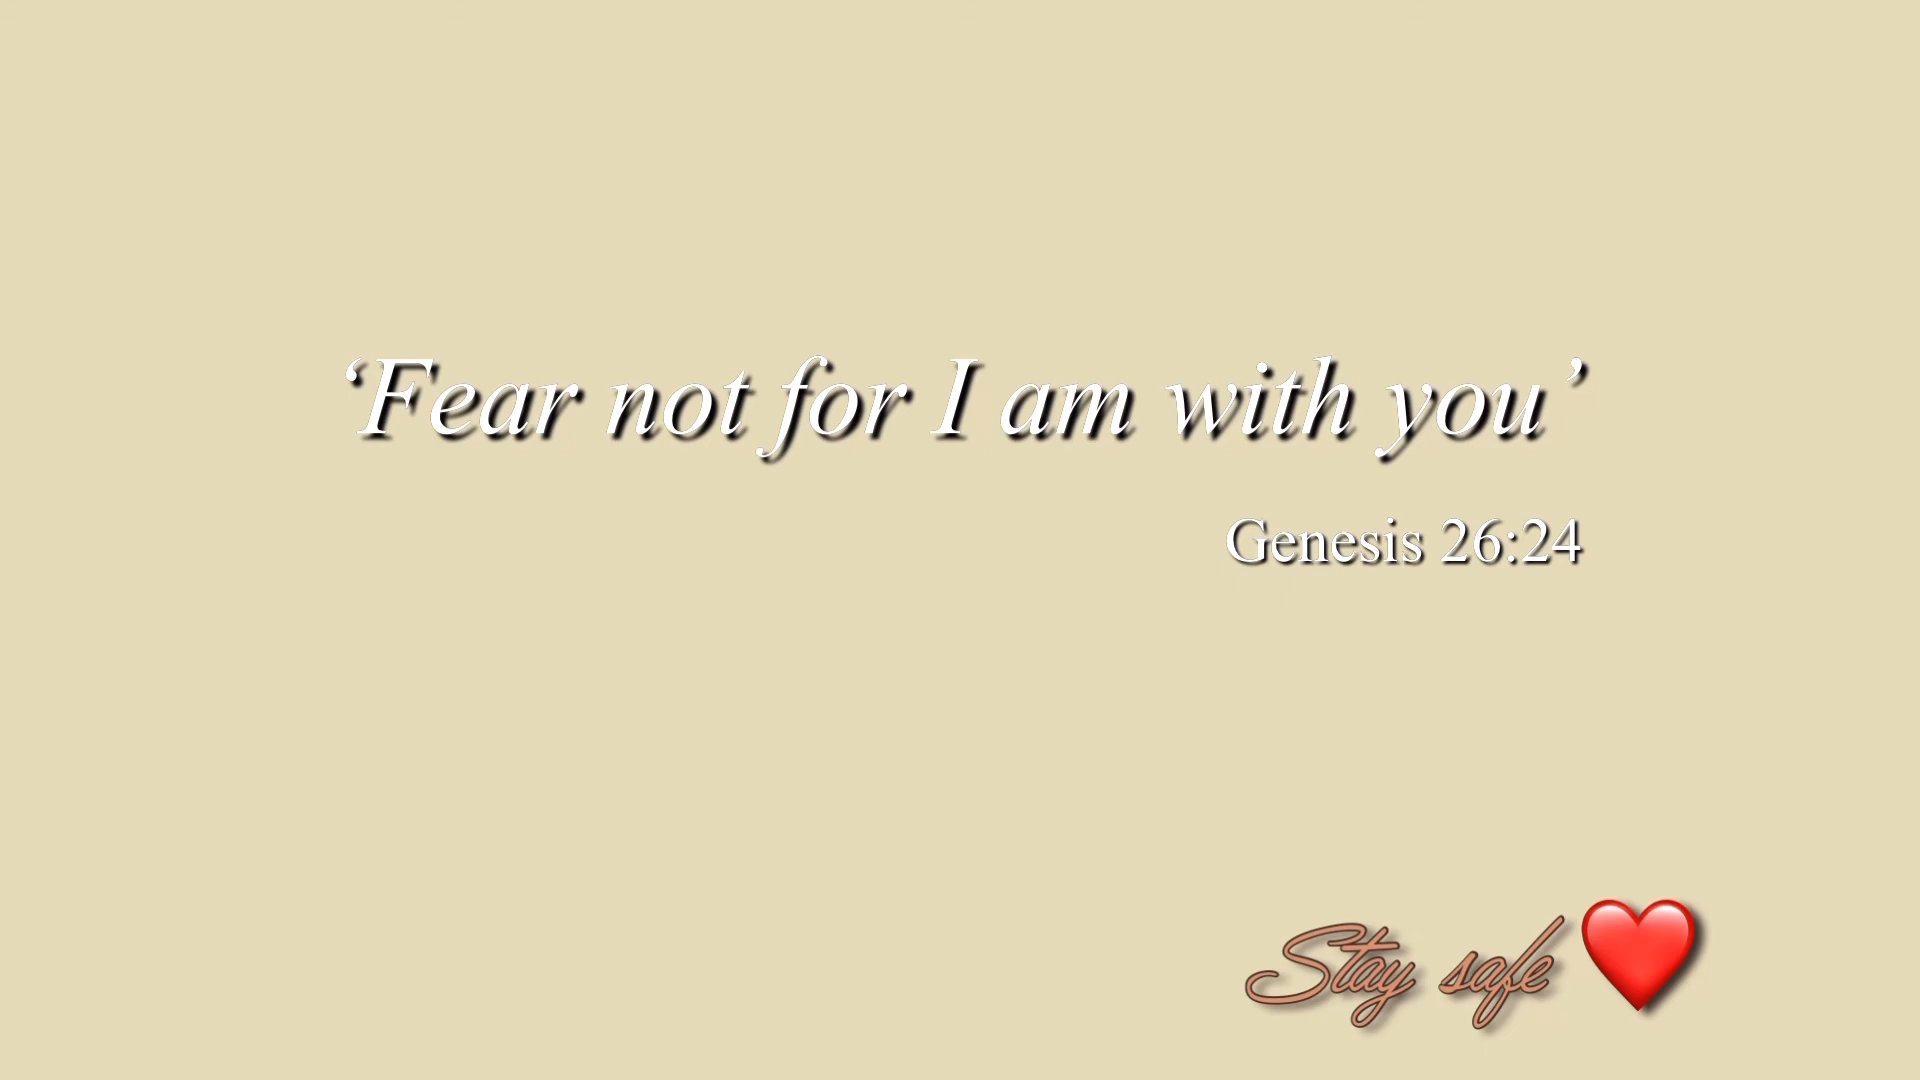 ‘Fear not for I am with you’
Genesis 26:24
Stay safe ❤️